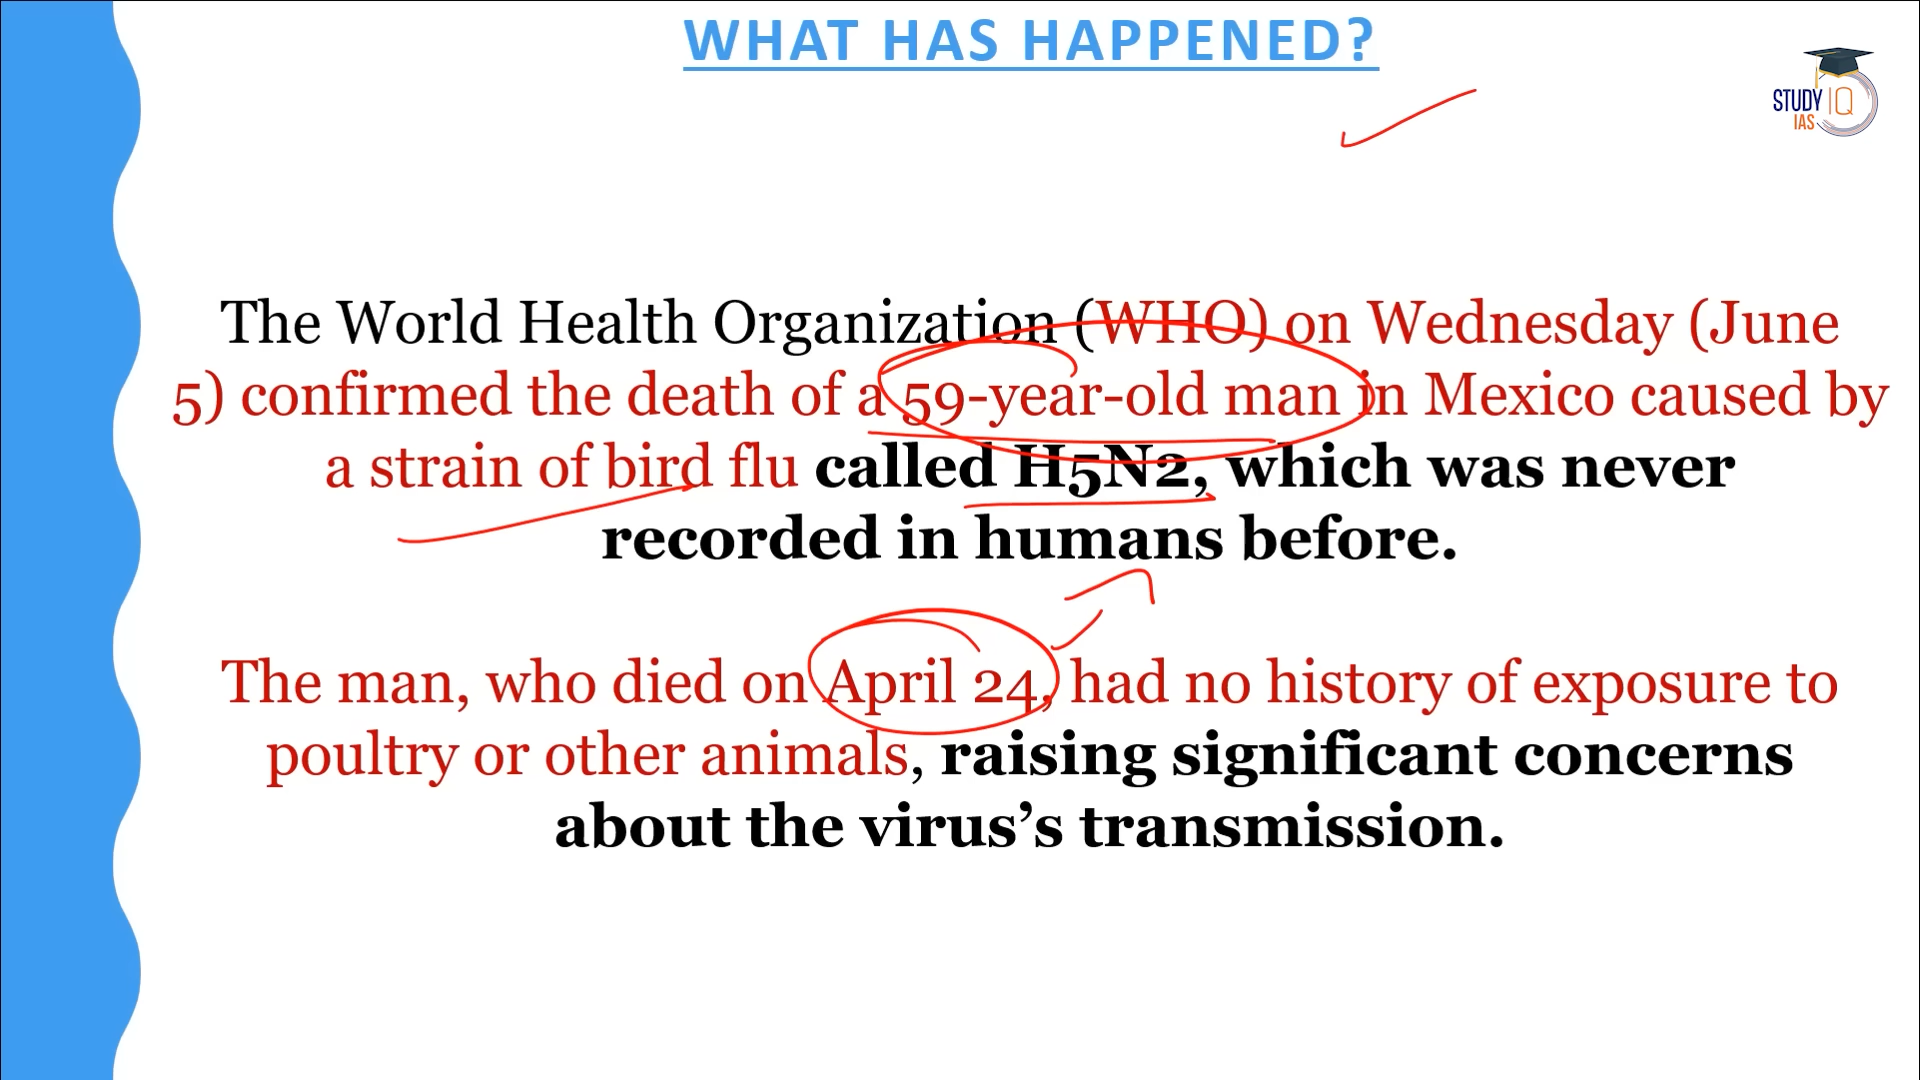 WHAT HAS HAPPENED?
STUDY IQ
IAS
The World Health Organization (WHO) on Wednesday (June
5) confirmed the death of a 59-year-old man in Mexico caused by
a strain of bird flu called H5N2, which was never
recorded in humans before.
The man, who died on April 24, had no history of exposure to
poultry or other animals, raising significant concerns
about the virus’s transmission.